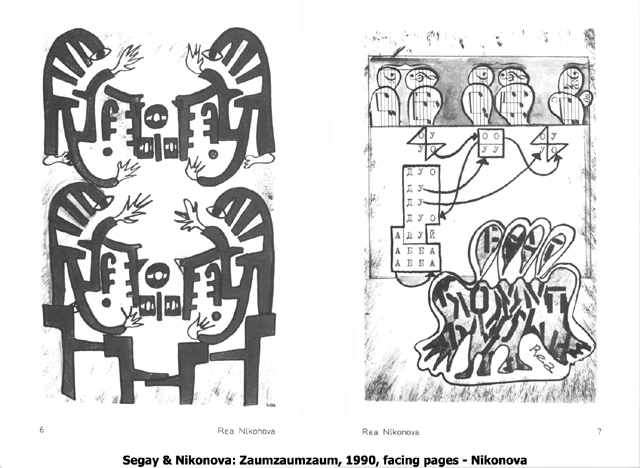 О У
У О
О О
У У
О У
У О
Д У О
Д У
Д У
Д У О
А Д У Й
А Б Б А
А Б Б А
Rea
6
Rea Nikonova
Rea Nikonova
7
Segay & Nikonova: Zaumzaumzaum, 1990, facing pages - Nikonova